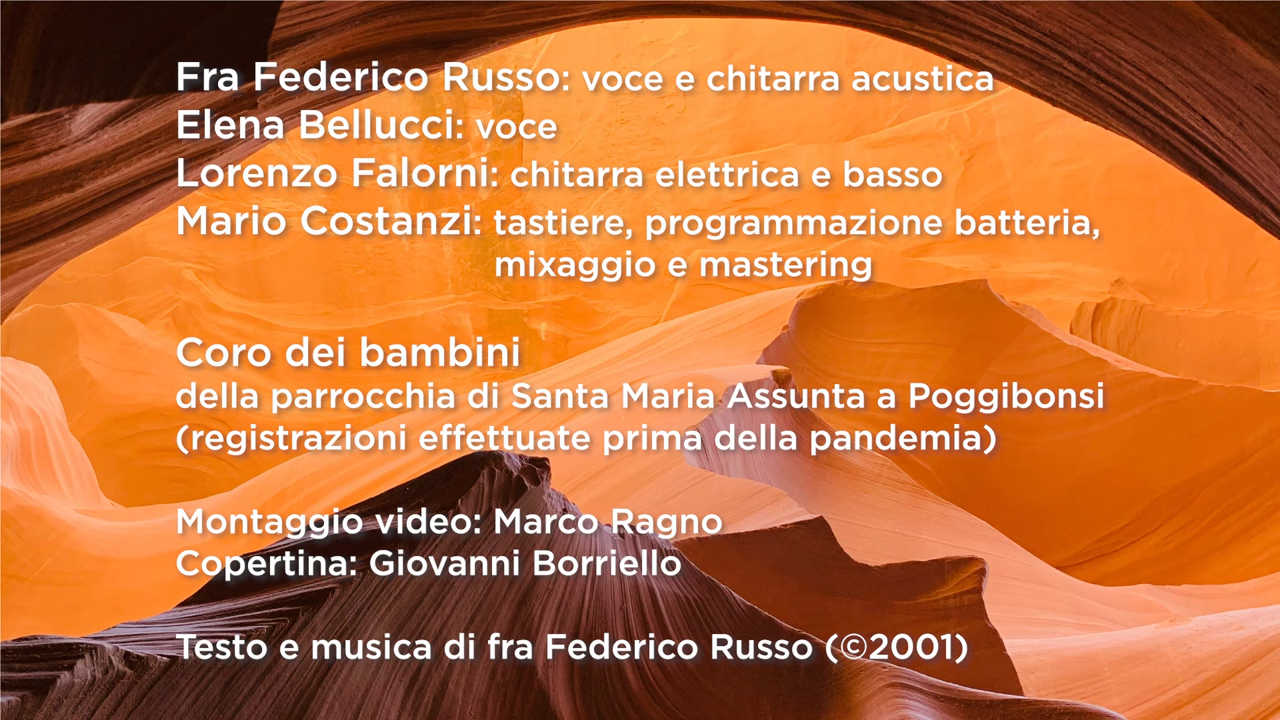 Fra Federico Russo: voce e chitarra acustica
Elena Bellucci: voce
Lorenzo Falorni: chitarra elettrica e basso
Mario Costanzi: tastiere, programmazione batteria,
mixaggio e mastering
Coro dei bambini
della parrocchia di Santa Maria Assunta a Poggibonsi
(registrazioni effettuate prima della pandemia)
Montaggio video: Marco Ragno
Copertina: Giovanni Borriello
Testo e musica di fra Federico Russo (©2001)